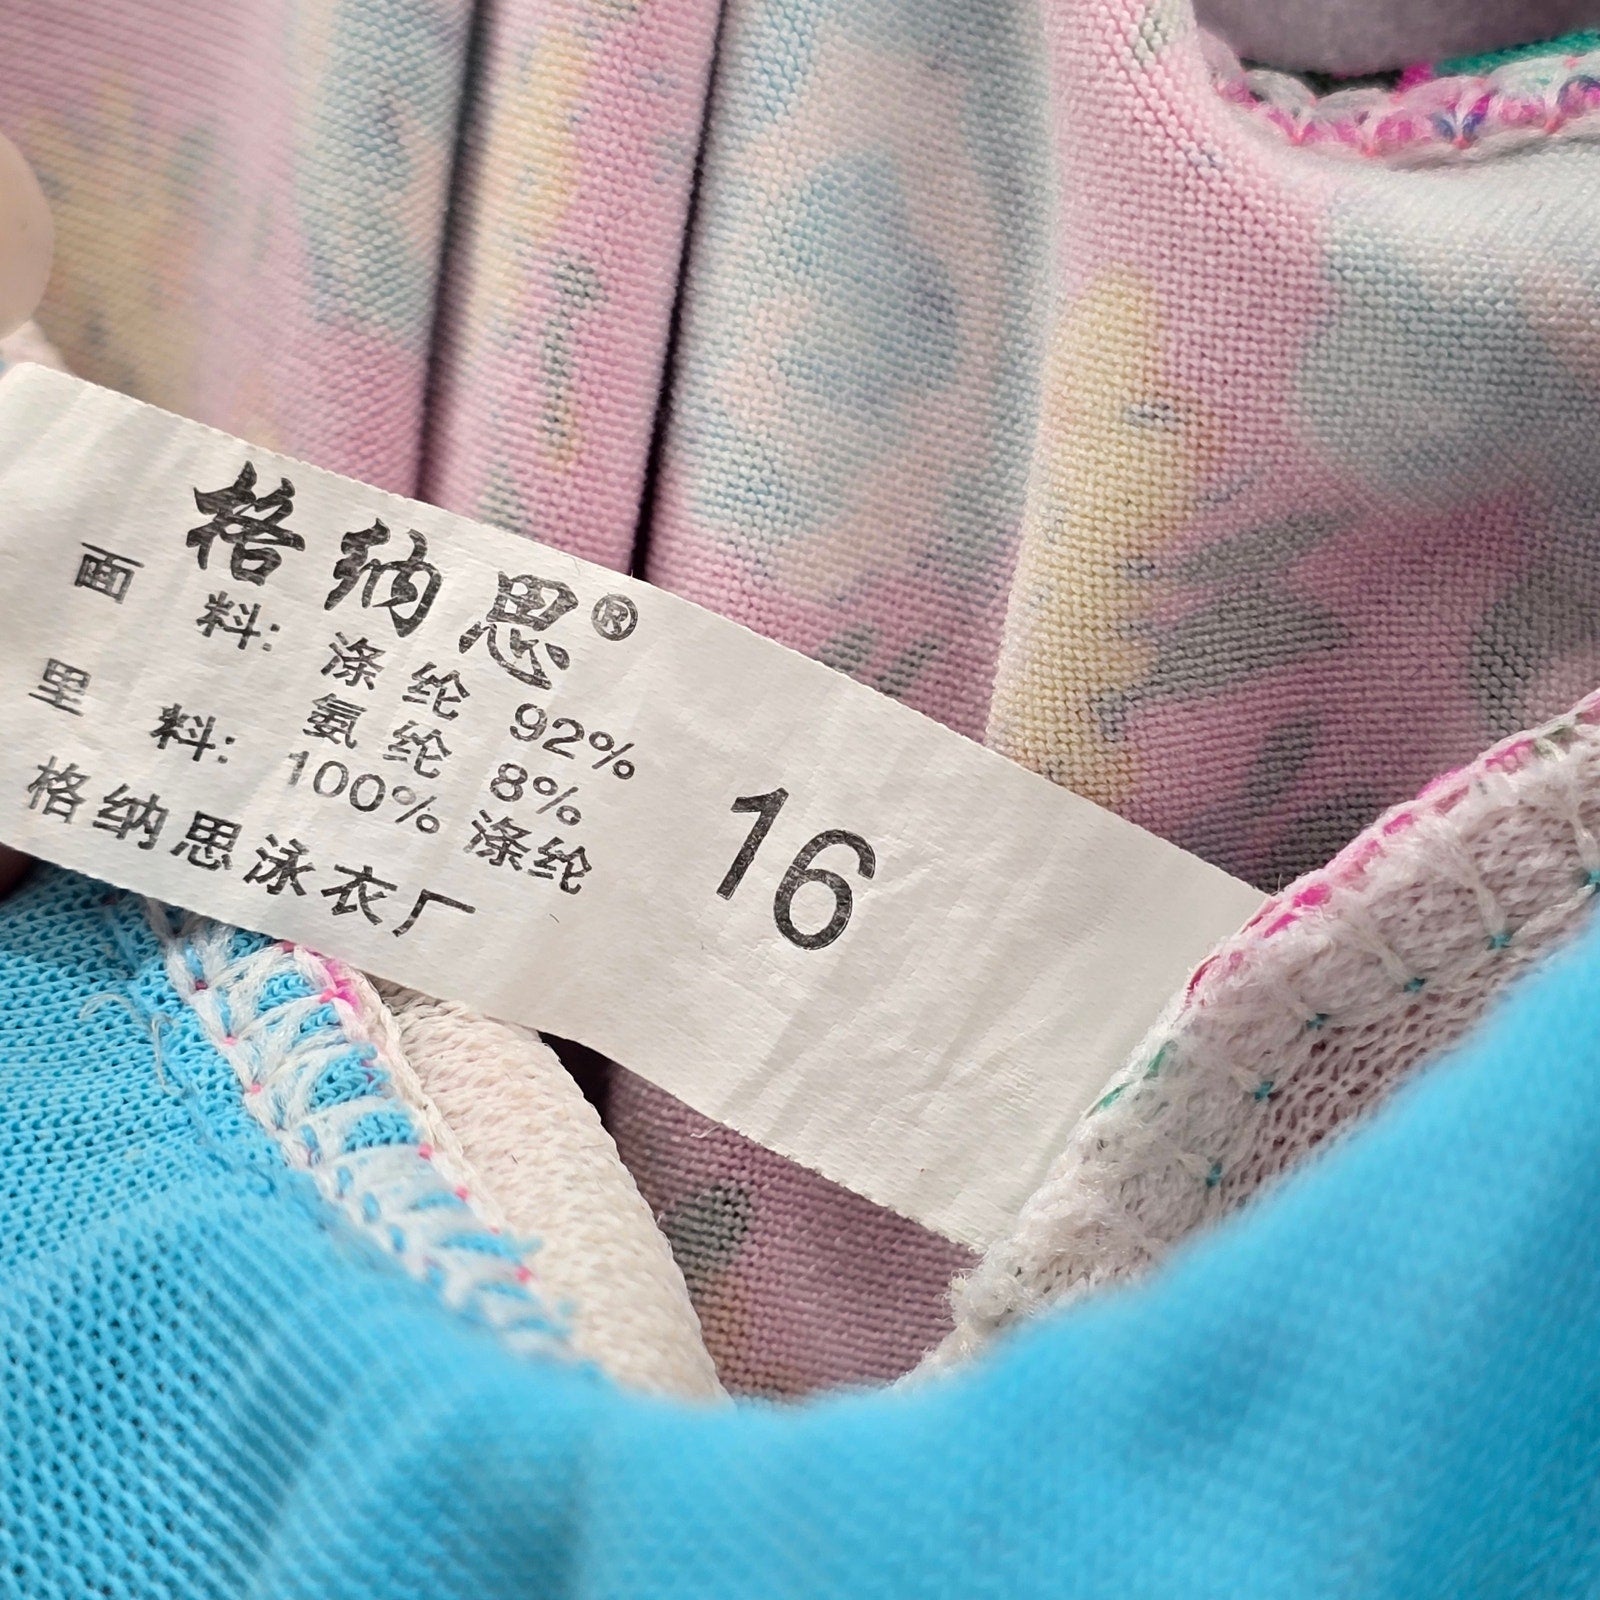 格纳思®
面 料: 涤 纶 92%
氨 纶 8%
里 料: 100% 涤纶
格纳思泳衣厂
16